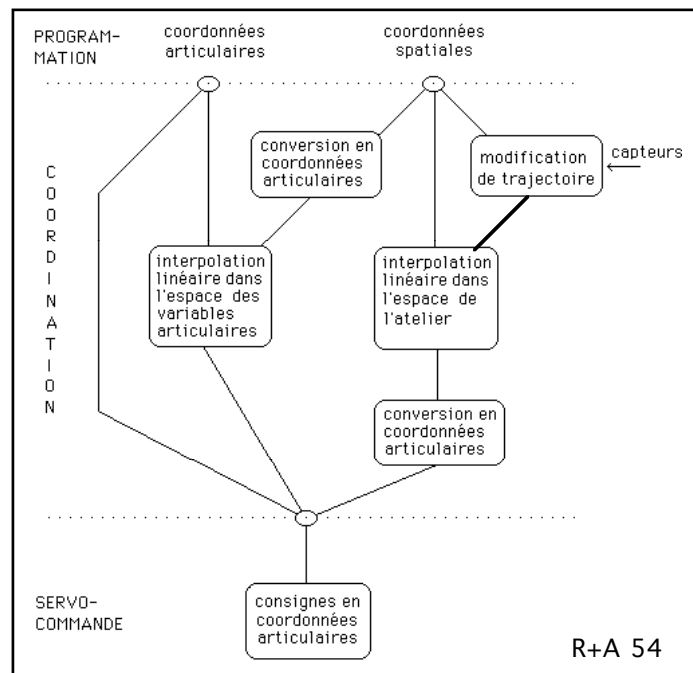 PROGRAM-
MATION
coordonnées
articulaires
coordonnées
spatiales
COORDINATION
conversion en
coordonnées
articulaires
modification
de trajectoire
capteurs
interpolation
linéaire dans
l'espace des
variables
articulaires
interpolation
linéaire dans
l'espace de
l'atelier
conversion en
coordonnées
articulaires
SERVO-
COMMANDE
consignes en
coordonnées
articulaires
R+A 54